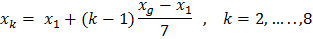 x_k = x_1 + (k − 1) (x_g − x_1)/7 , k = 2, … . . , 8